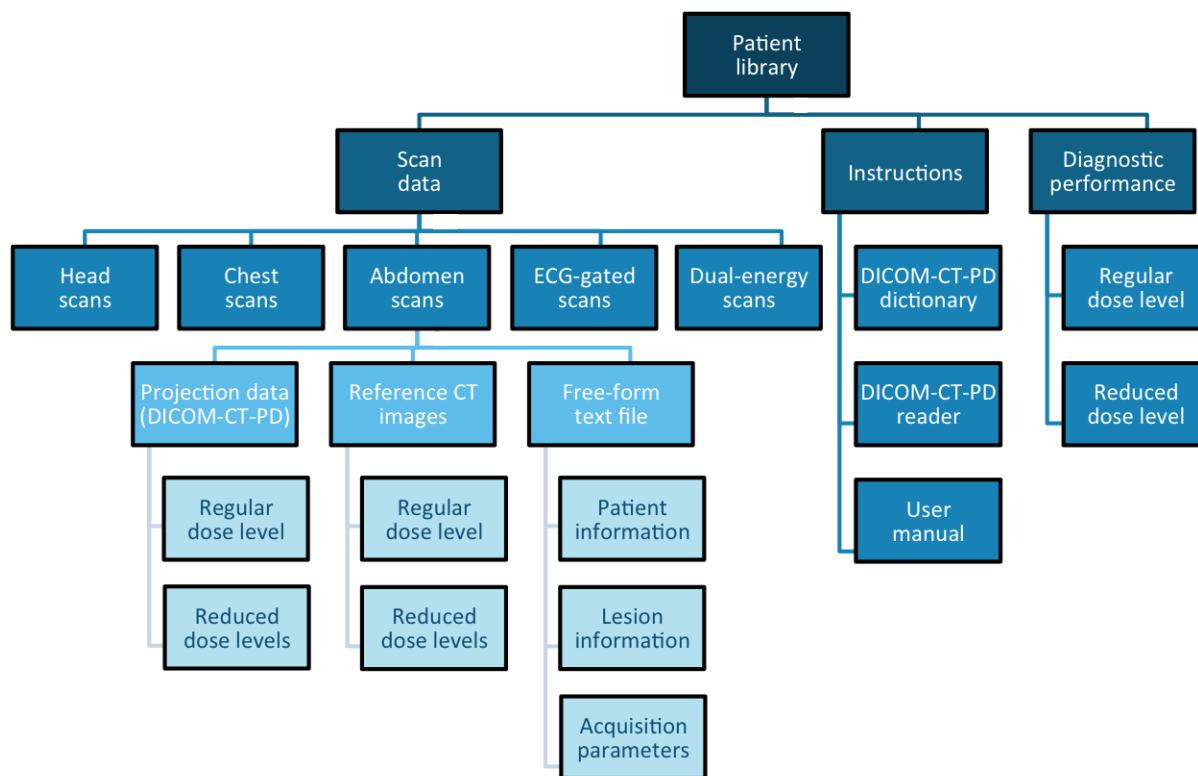 Patient
library
Scan
data
Instructions
Diagnostic
performance
Head
scans
Chest
scans
Abdomen
scans
ECG-gated
scans
Dual-energy
scans
DICOM-CT-PD
dictionary
Regular
dose level
Projection data
(DICOM-CT-PD)
Reference CT
images
Free-form
text file
DICOM-CT-PD
reader
Reduced
dose level
Regular
dose level
Regular
dose level
Patient
information
User
manual
Reduced
dose levels
Reduced
dose levels
Lesion
information
Acquisition
parameters